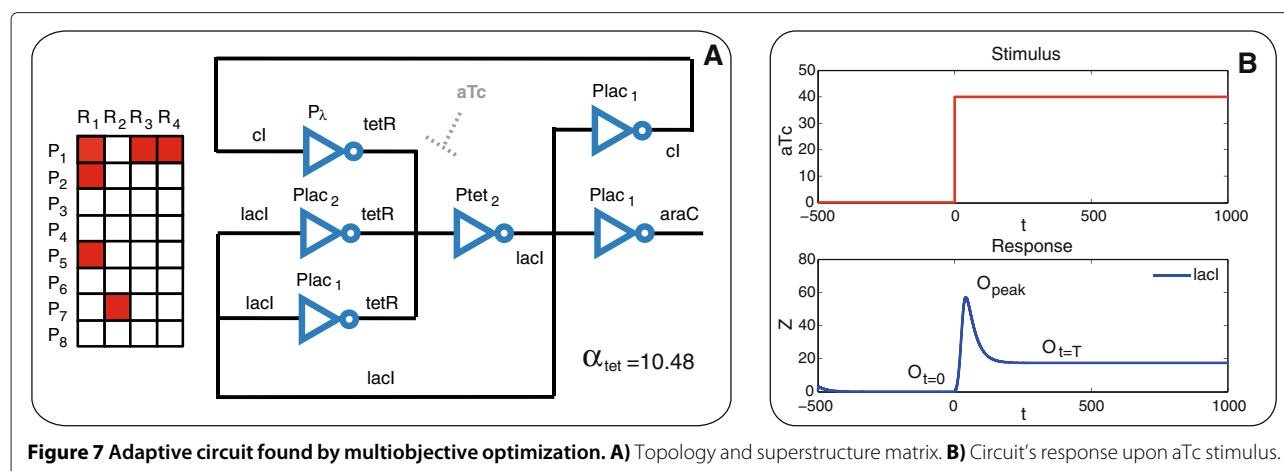 A
R1 R2 R3 R4
P1
P2
P3
P4
P5
P6
P7
P8
aTc
Pλ
cI
tetR
Plac1
cI
Plac2
lacI
tetR
Ptet2
lacI
Plac1
araC
Plac1
lacI
tetR
lacI
αtet=10.48
B
Stimulus
aTc
50
40
30
20
10
0
−500 0 500 1000
t
Response
lacI
Z
80
60
40
20
0
Opeak
Ot=0
Ot=T
−500 0 500 1000
t
Figure 7 Adaptive circuit found by multiobjective optimization. A) Topology and superstructure matrix. B) Circuit's response upon aTc stimulus.